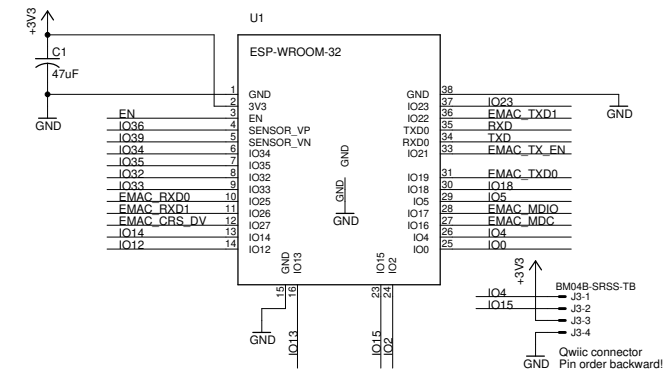 U1
+3V3
ESP-WROOM-32
C1
47uF
GND
1 GND
2 3V3
EN 3 EN
IO36 4 SENSOR_VP
IO39 5 SENSOR_VN
IO34 6 IO34
IO35 7 IO35
IO32 8 IO32
IO33 9 IO33
EMAC_RXD0 10 IO25
EMAC_RXD1 11 IO26
EMAC_CRS_DV 12 IO27
IO14 13 IO14
IO12 14 IO12
GND
GND
GND
GND 38
GND
IO23 37 IO23
IO22 36 EMAC_TXD1
TXD0 35 RXD
RXD0 34 TXD
IO21 33 EMAC_TX_EN
IO19 31 EMAC_TXD0
IO18 30 IO18
IO5 29 IO5
IO17 28 EMAC_MDIO
IO16 27 EMAC_MDC
IO4 26 IO4
IO0 25 IO0
GND IO13
15 16
GND
IO13
IO15 IO2
23 24
IO15 IO2
+3V3
BM04B-SRSS-TB
IO4 J3-1
IO15 J3-2
J3-3
J3-4
GND
Qwiic connector
Pin order backward!